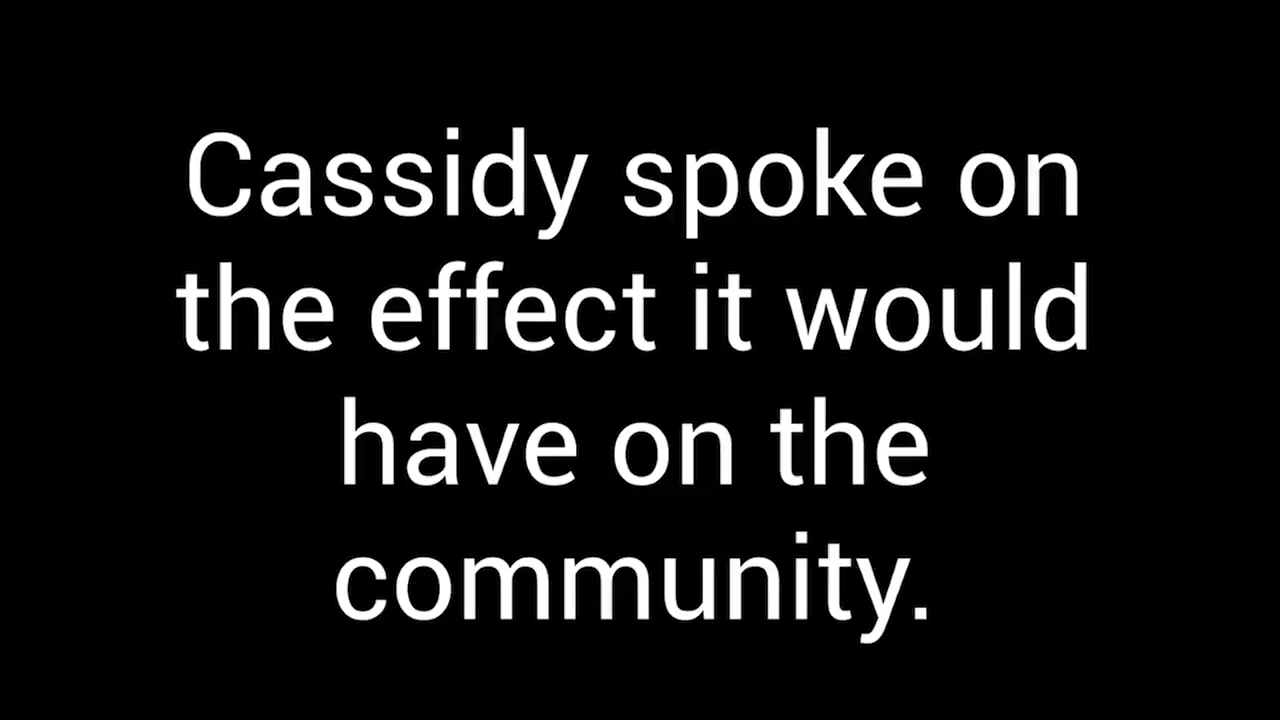 Cassidy spoke on
the effect it would
have on the
community.